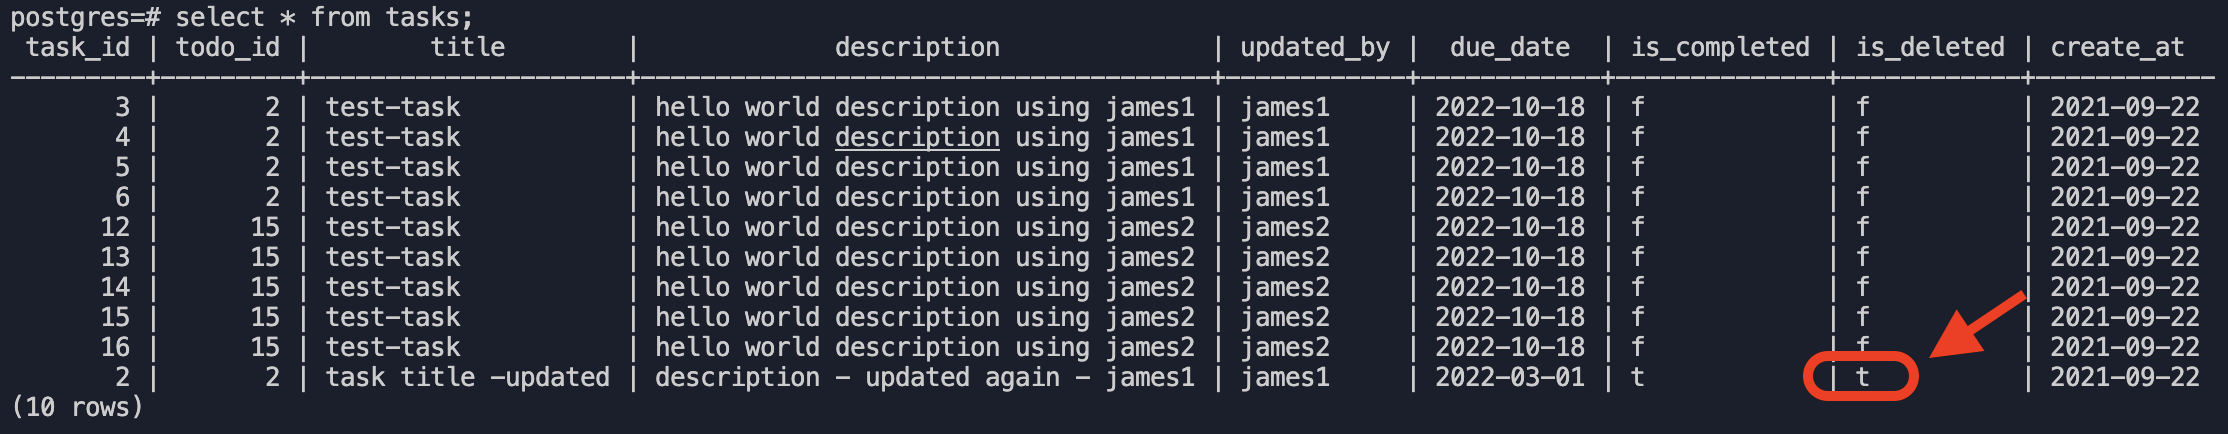 postgres=# select * from tasks;
 task_id | todo_id |        title        |             description              | updated_by |  due_date  | is_completed | is_deleted | create_at
---------+---------+---------------------+--------------------------------------+------------+------------+--------------+------------+------------
       3 |       2 | test-task           | hello world description using james1 | james1     | 2022-10-18 | f            | f          | 2021-09-22
       4 |       2 | test-task           | hello world description using james1 | james1     | 2022-10-18 | f            | f          | 2021-09-22
       5 |       2 | test-task           | hello world description using james1 | james1     | 2022-10-18 | f            | f          | 2021-09-22
       6 |       2 | test-task           | hello world description using james1 | james1     | 2022-10-18 | f            | f          | 2021-09-22
      12 |      15 | test-task           | hello world description using james2 | james2     | 2022-10-18 | f            | f          | 2021-09-22
      13 |      15 | test-task           | hello world description using james2 | james2     | 2022-10-18 | f            | f          | 2021-09-22
      14 |      15 | test-task           | hello world description using james2 | james2     | 2022-10-18 | f            | f          | 2021-09-22
      15 |      15 | test-task           | hello world description using james2 | james2     | 2022-10-18 | f            | f          | 2021-09-22
      16 |      15 | test-task           | hello world description using james2 | james2     | 2022-10-18 | f            | f          | 2021-09-22
       2 |       2 | task title -updated | description - updated again - james1 | james1     | 2022-03-01 | t            | t          | 2021-09-22
(10 rows)